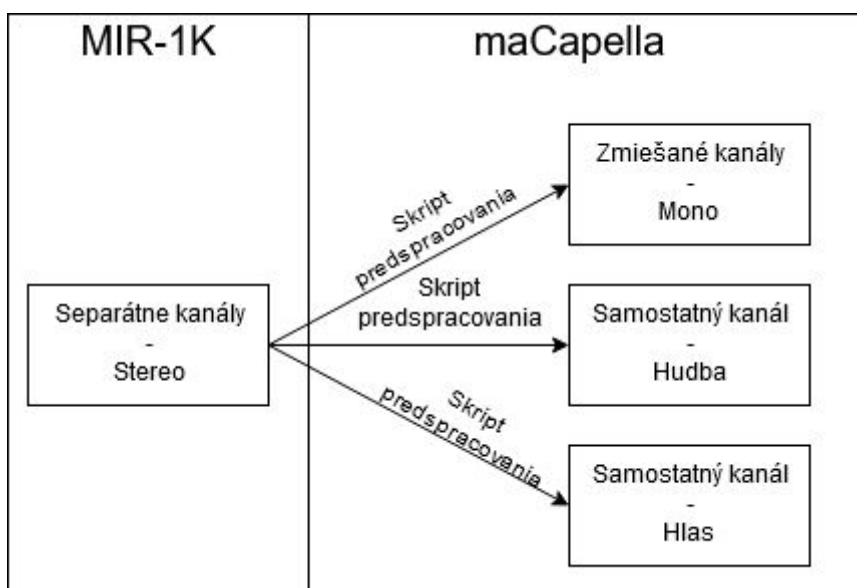 MIR-1K
maCapella
Separátne kanály
-
Stereo
Skript
predspracovania
Zmiešané kanály
-
Mono
Skript
predspracovania
Samostatný kanál
-
Hudba
Skript
predspracovania
Samostatný kanál
-
Hlas